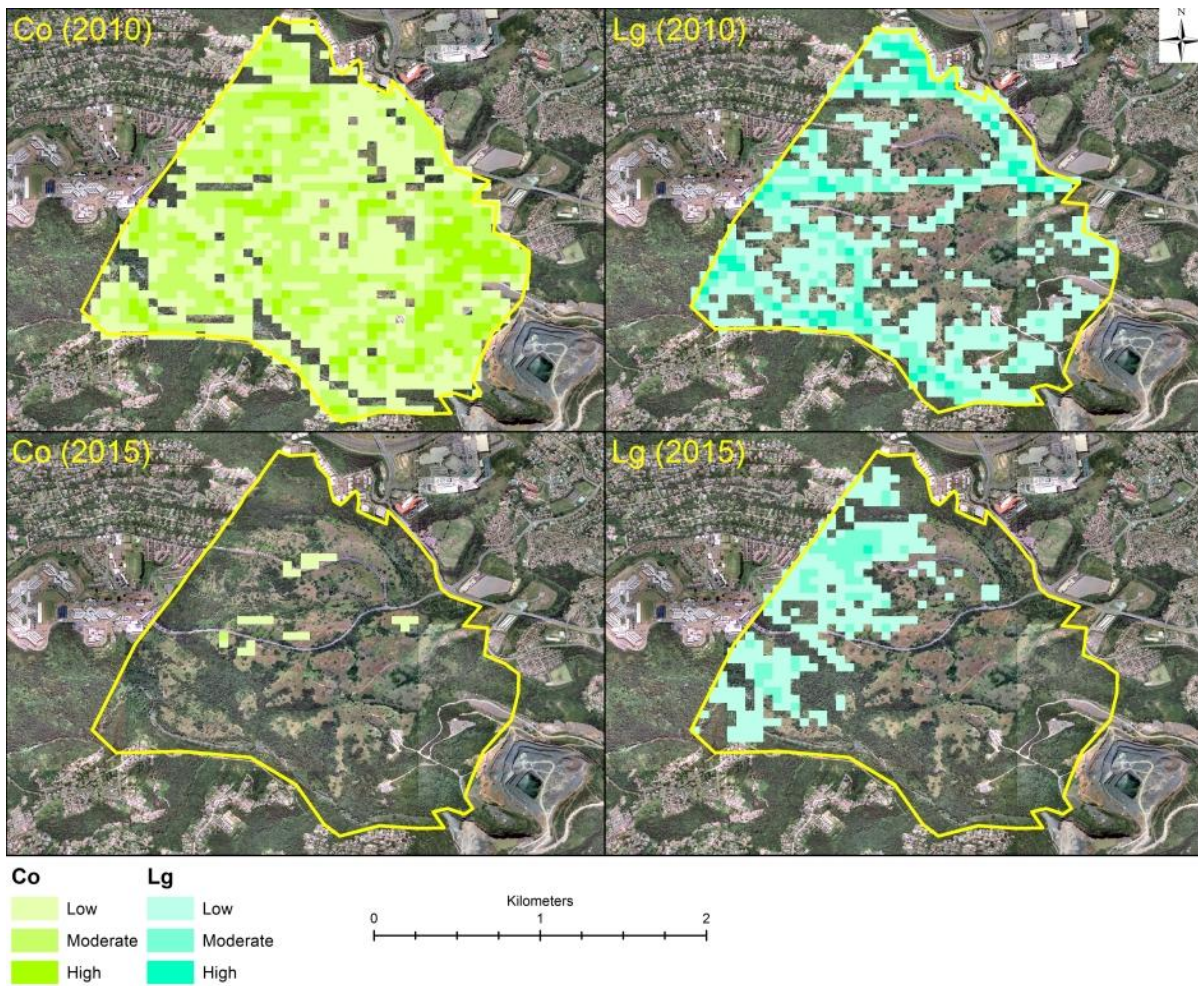 Co (2010)
Lg (2010)
N
Co (2015)
Lg (2015)
Co
Lg
Low
Low
Moderate
Moderate
High
High
Kilometers
0
1
2